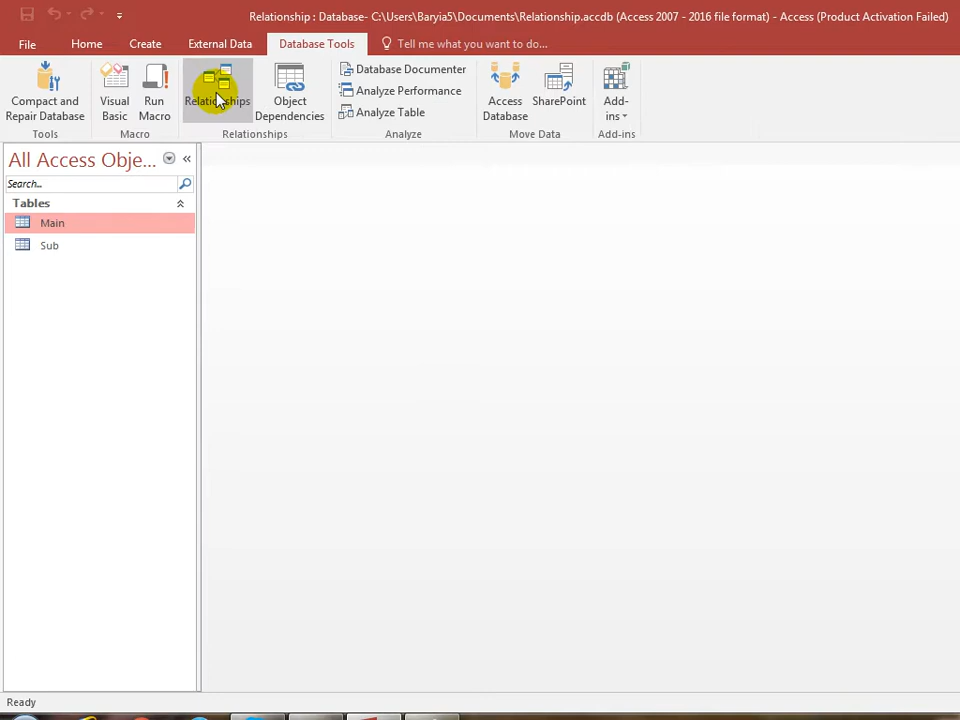 Relationship : Database- C:\Users\Baryia5\Documents\Relationship.accdb (Access 2007 - 2016 file format) - Access (Product Activation Failed)
File Home Create External Data Database Tools Tell me what you want to do...
Compact and Repair Database
Visual Basic
Run Macro
Relationships
Object Dependencies
Database Documenter
Analyze Performance
Analyze Table
Access Database
SharePoint
Add-ins
Tools Macro Relationships Analyze Move Data Add-ins
All Access Obje...
Search...
Tables
Main
Sub
Ready